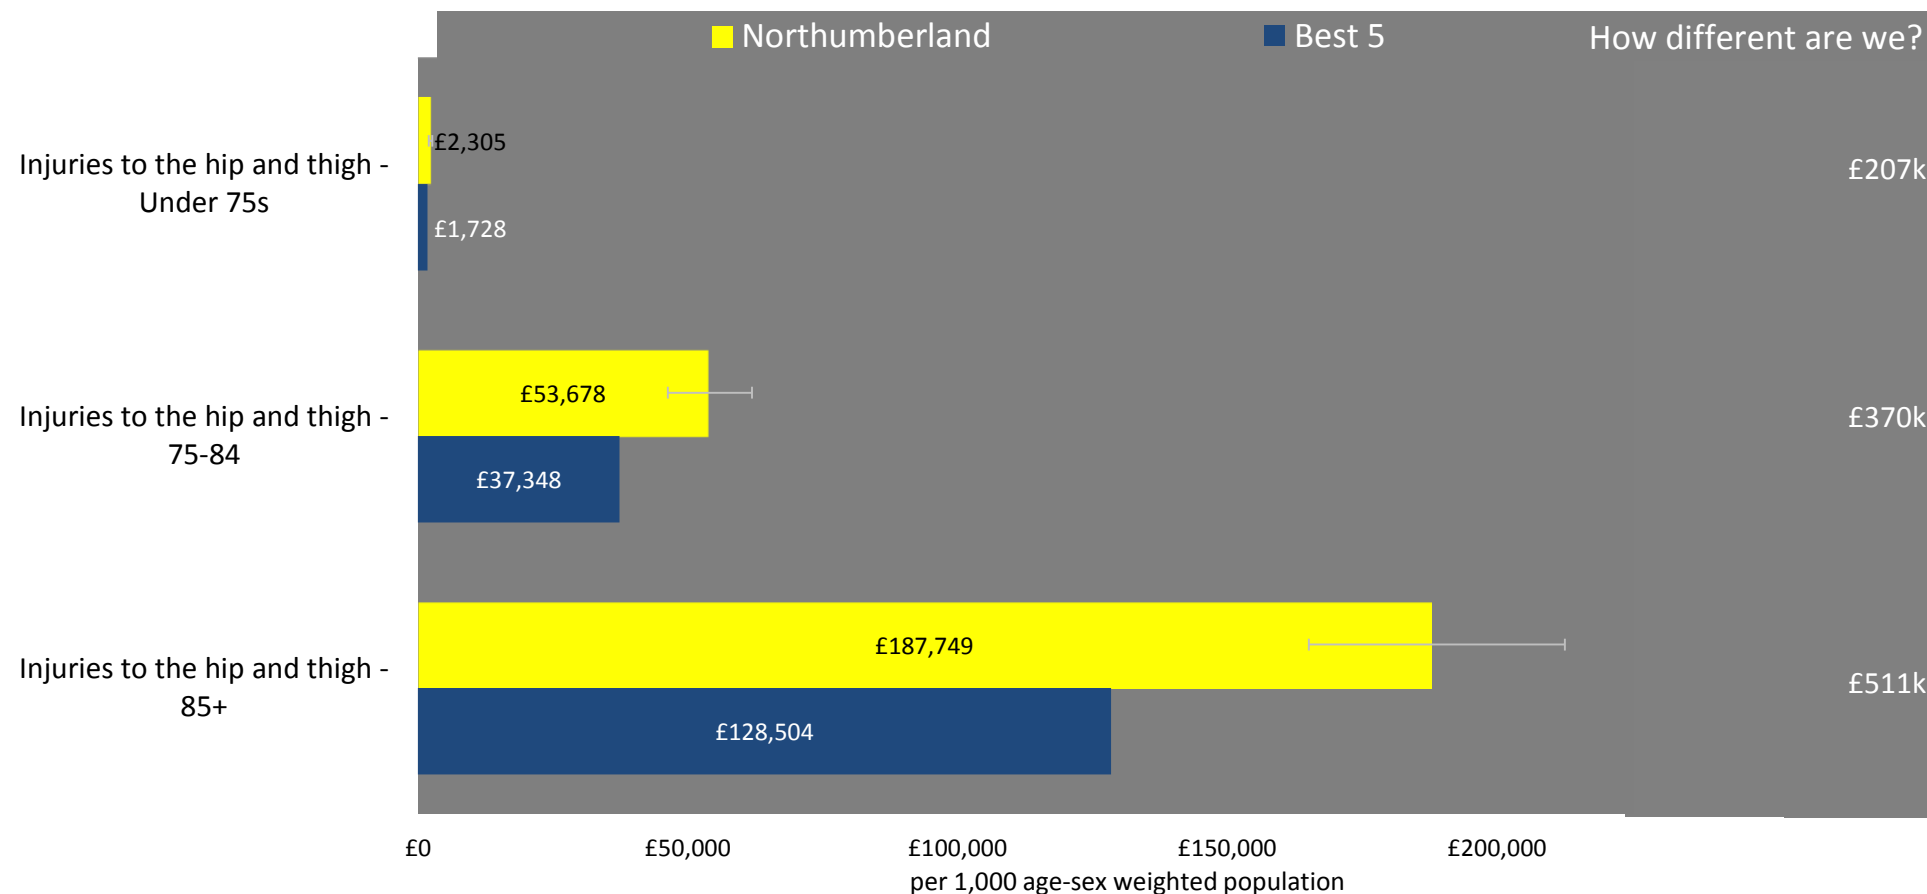 Northumberland
Best 5
How different are we?
Injuries to the hip and thigh -
Under 75s
£2,305
£1,728
£207k
Injuries to the hip and thigh -
75-84
£53,678
£37,348
£370k
Injuries to the hip and thigh -
85+
£187,749
£128,504
£511k
£0 £50,000 £100,000 £150,000 £200,000
per 1,000 age-sex weighted population